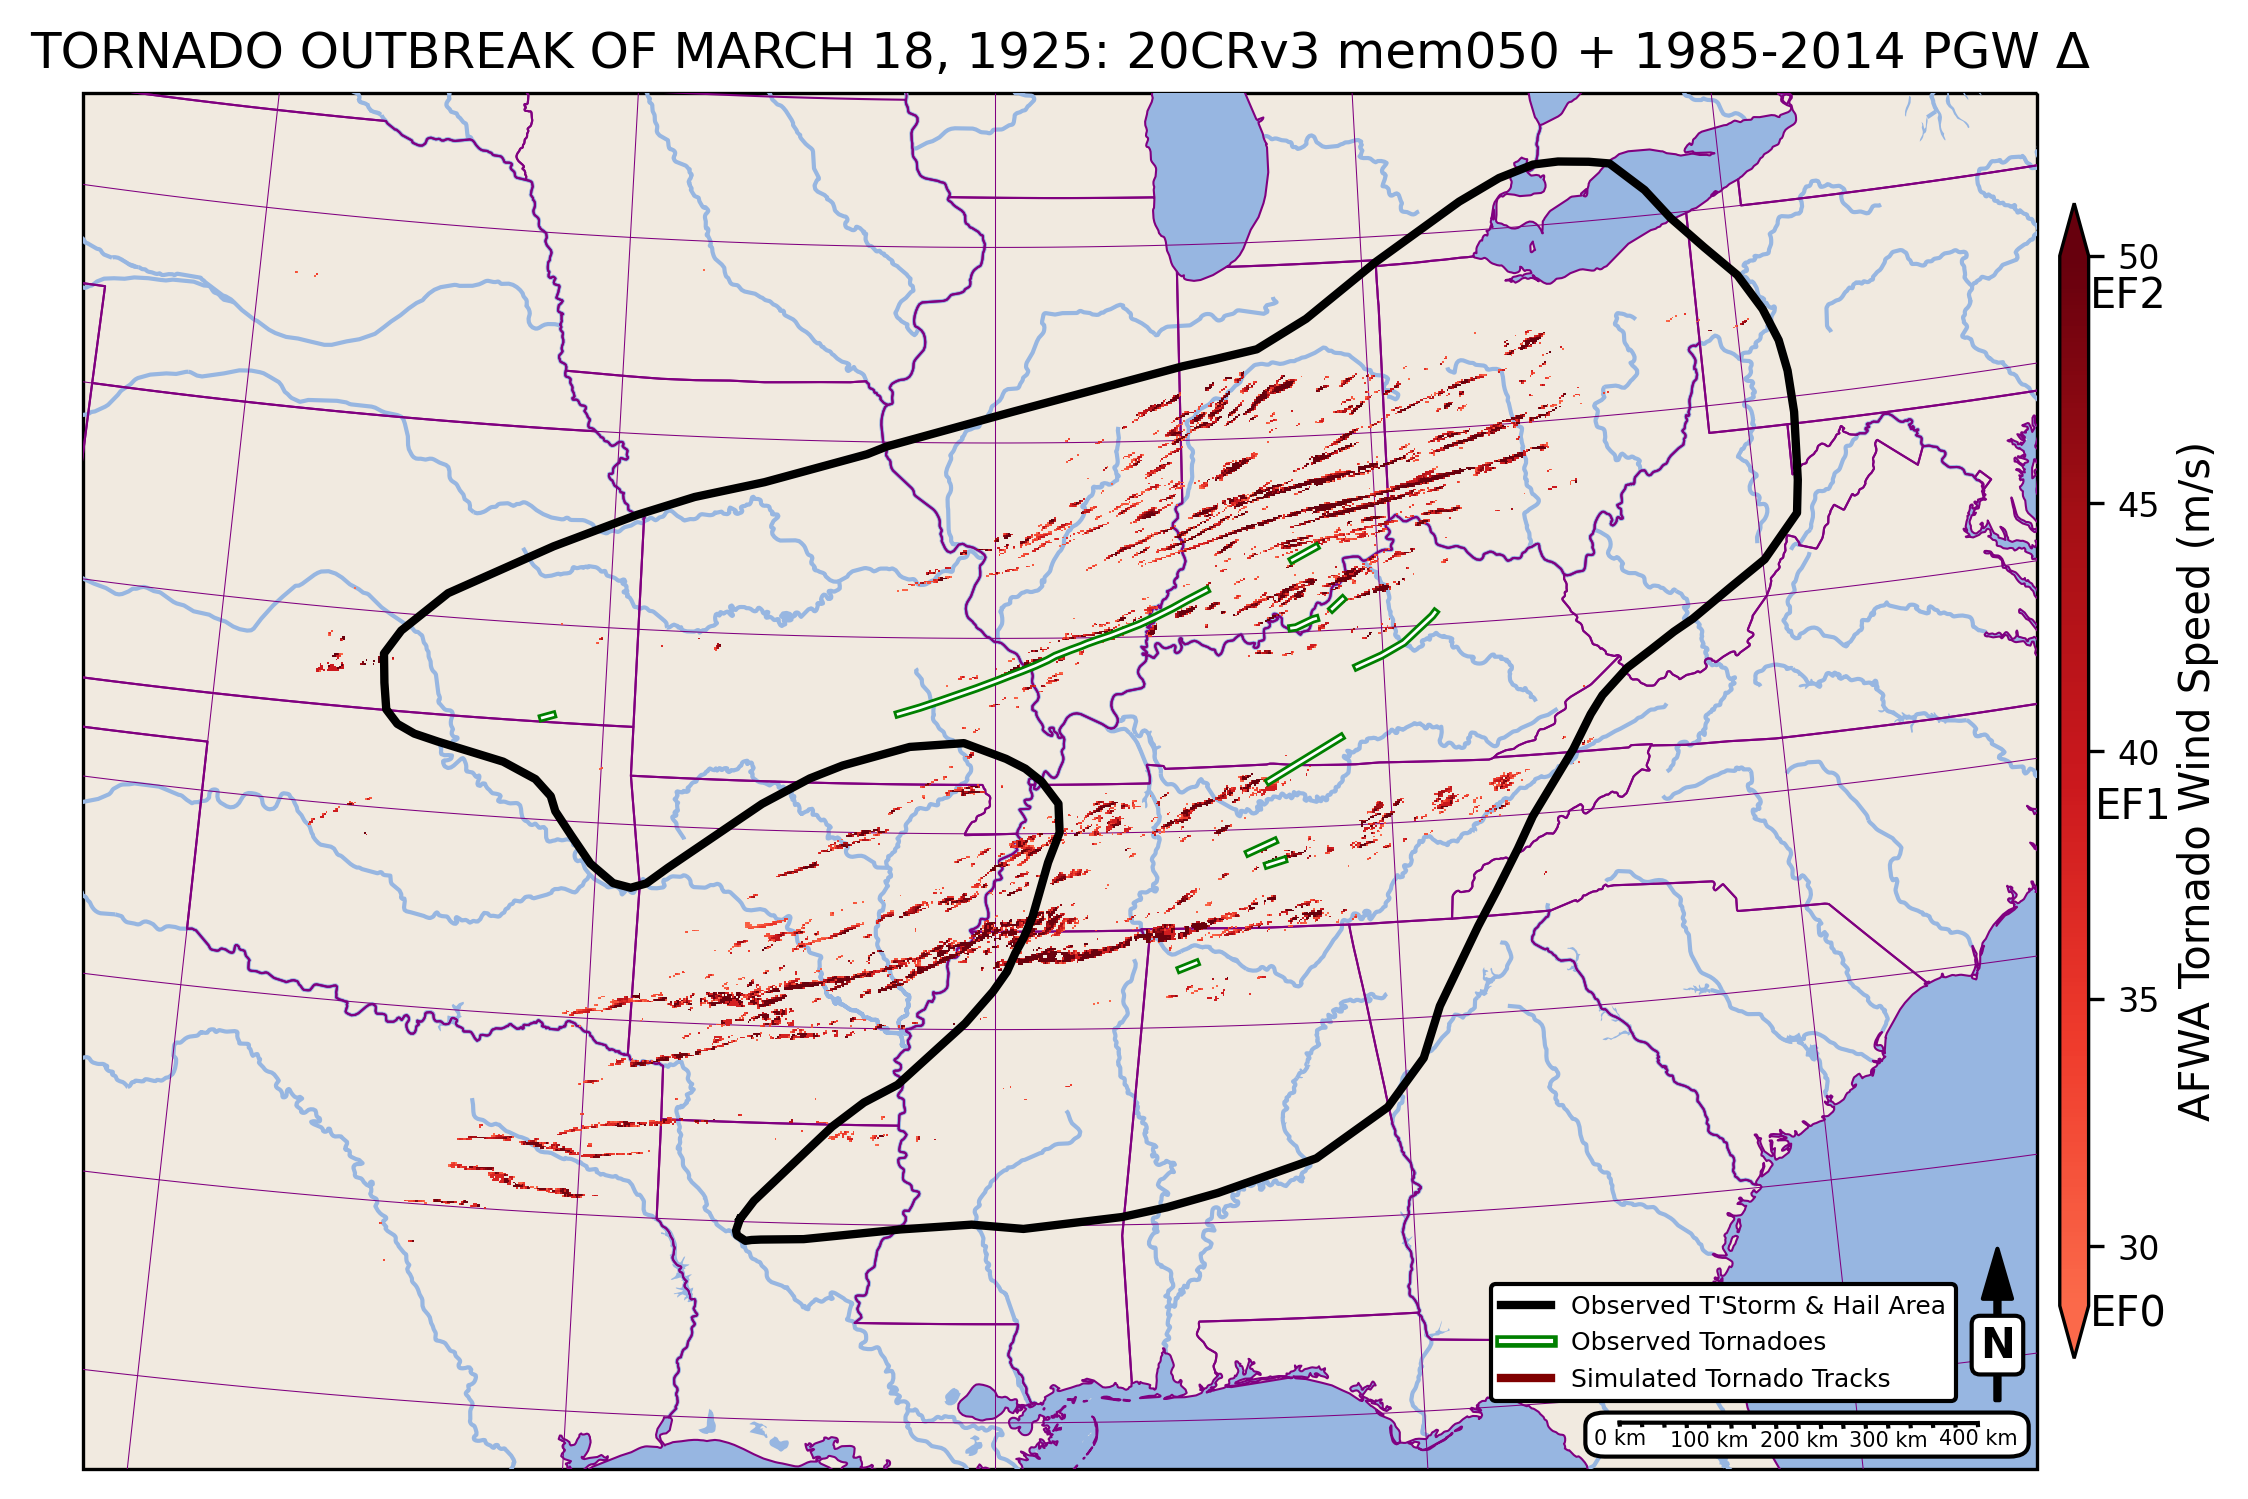 TORNADO OUTBREAK OF MARCH 18, 1925: 20CRv3 mem050 + 1985-2014 PGW Δ
50
EF2
45
40
EF1
35
30
EF0
AFWA Tornado Wind Speed (m/s)
Observed T'Storm & Hail Area
Observed Tornadoes
Simulated Tornado Tracks
N
0 km 100 km 200 km 300 km 400 km